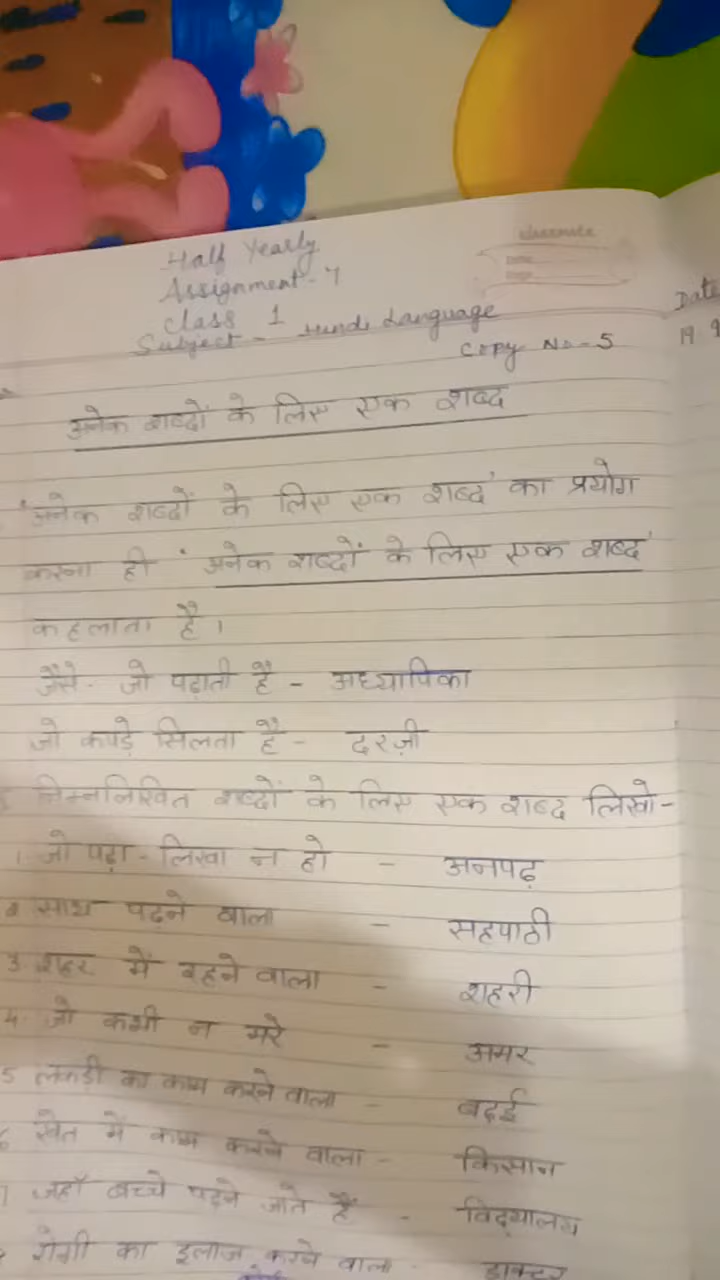 Half Yearly
Assignment - 7
Class 1
Subject - Hindi Language
Copy No - 5
Date
19 9
अनेक शब्दों के लिए एक शब्द
'अनेक शब्दों के लिए एक शब्द' का प्रयोग
करना ही 'अनेक शब्दों के लिए एक शब्द'
कहलाता है।
जैसे - जो पढ़ाती है - अध्यापिका
जो कपड़े सिलता है - दरज़ी
निम्नलिखित शब्दों के लिए एक शब्द लिखो -
1. जो पढ़ा - लिखा न हो - अनपढ़
साथ पढ़ने वाला - सहपाठी
3 शहर में रहने वाला - शहरी
4. जो कभी न मरे - अमर
5 लकड़ी का काम करने वाला - बढ़ई
6 खेत में काम करने वाला - किसान
7 जहाँ बच्चे पढ़ने जाते हैं - विद्यालय
रोगी का इलाज करने वाला - डाक्टर